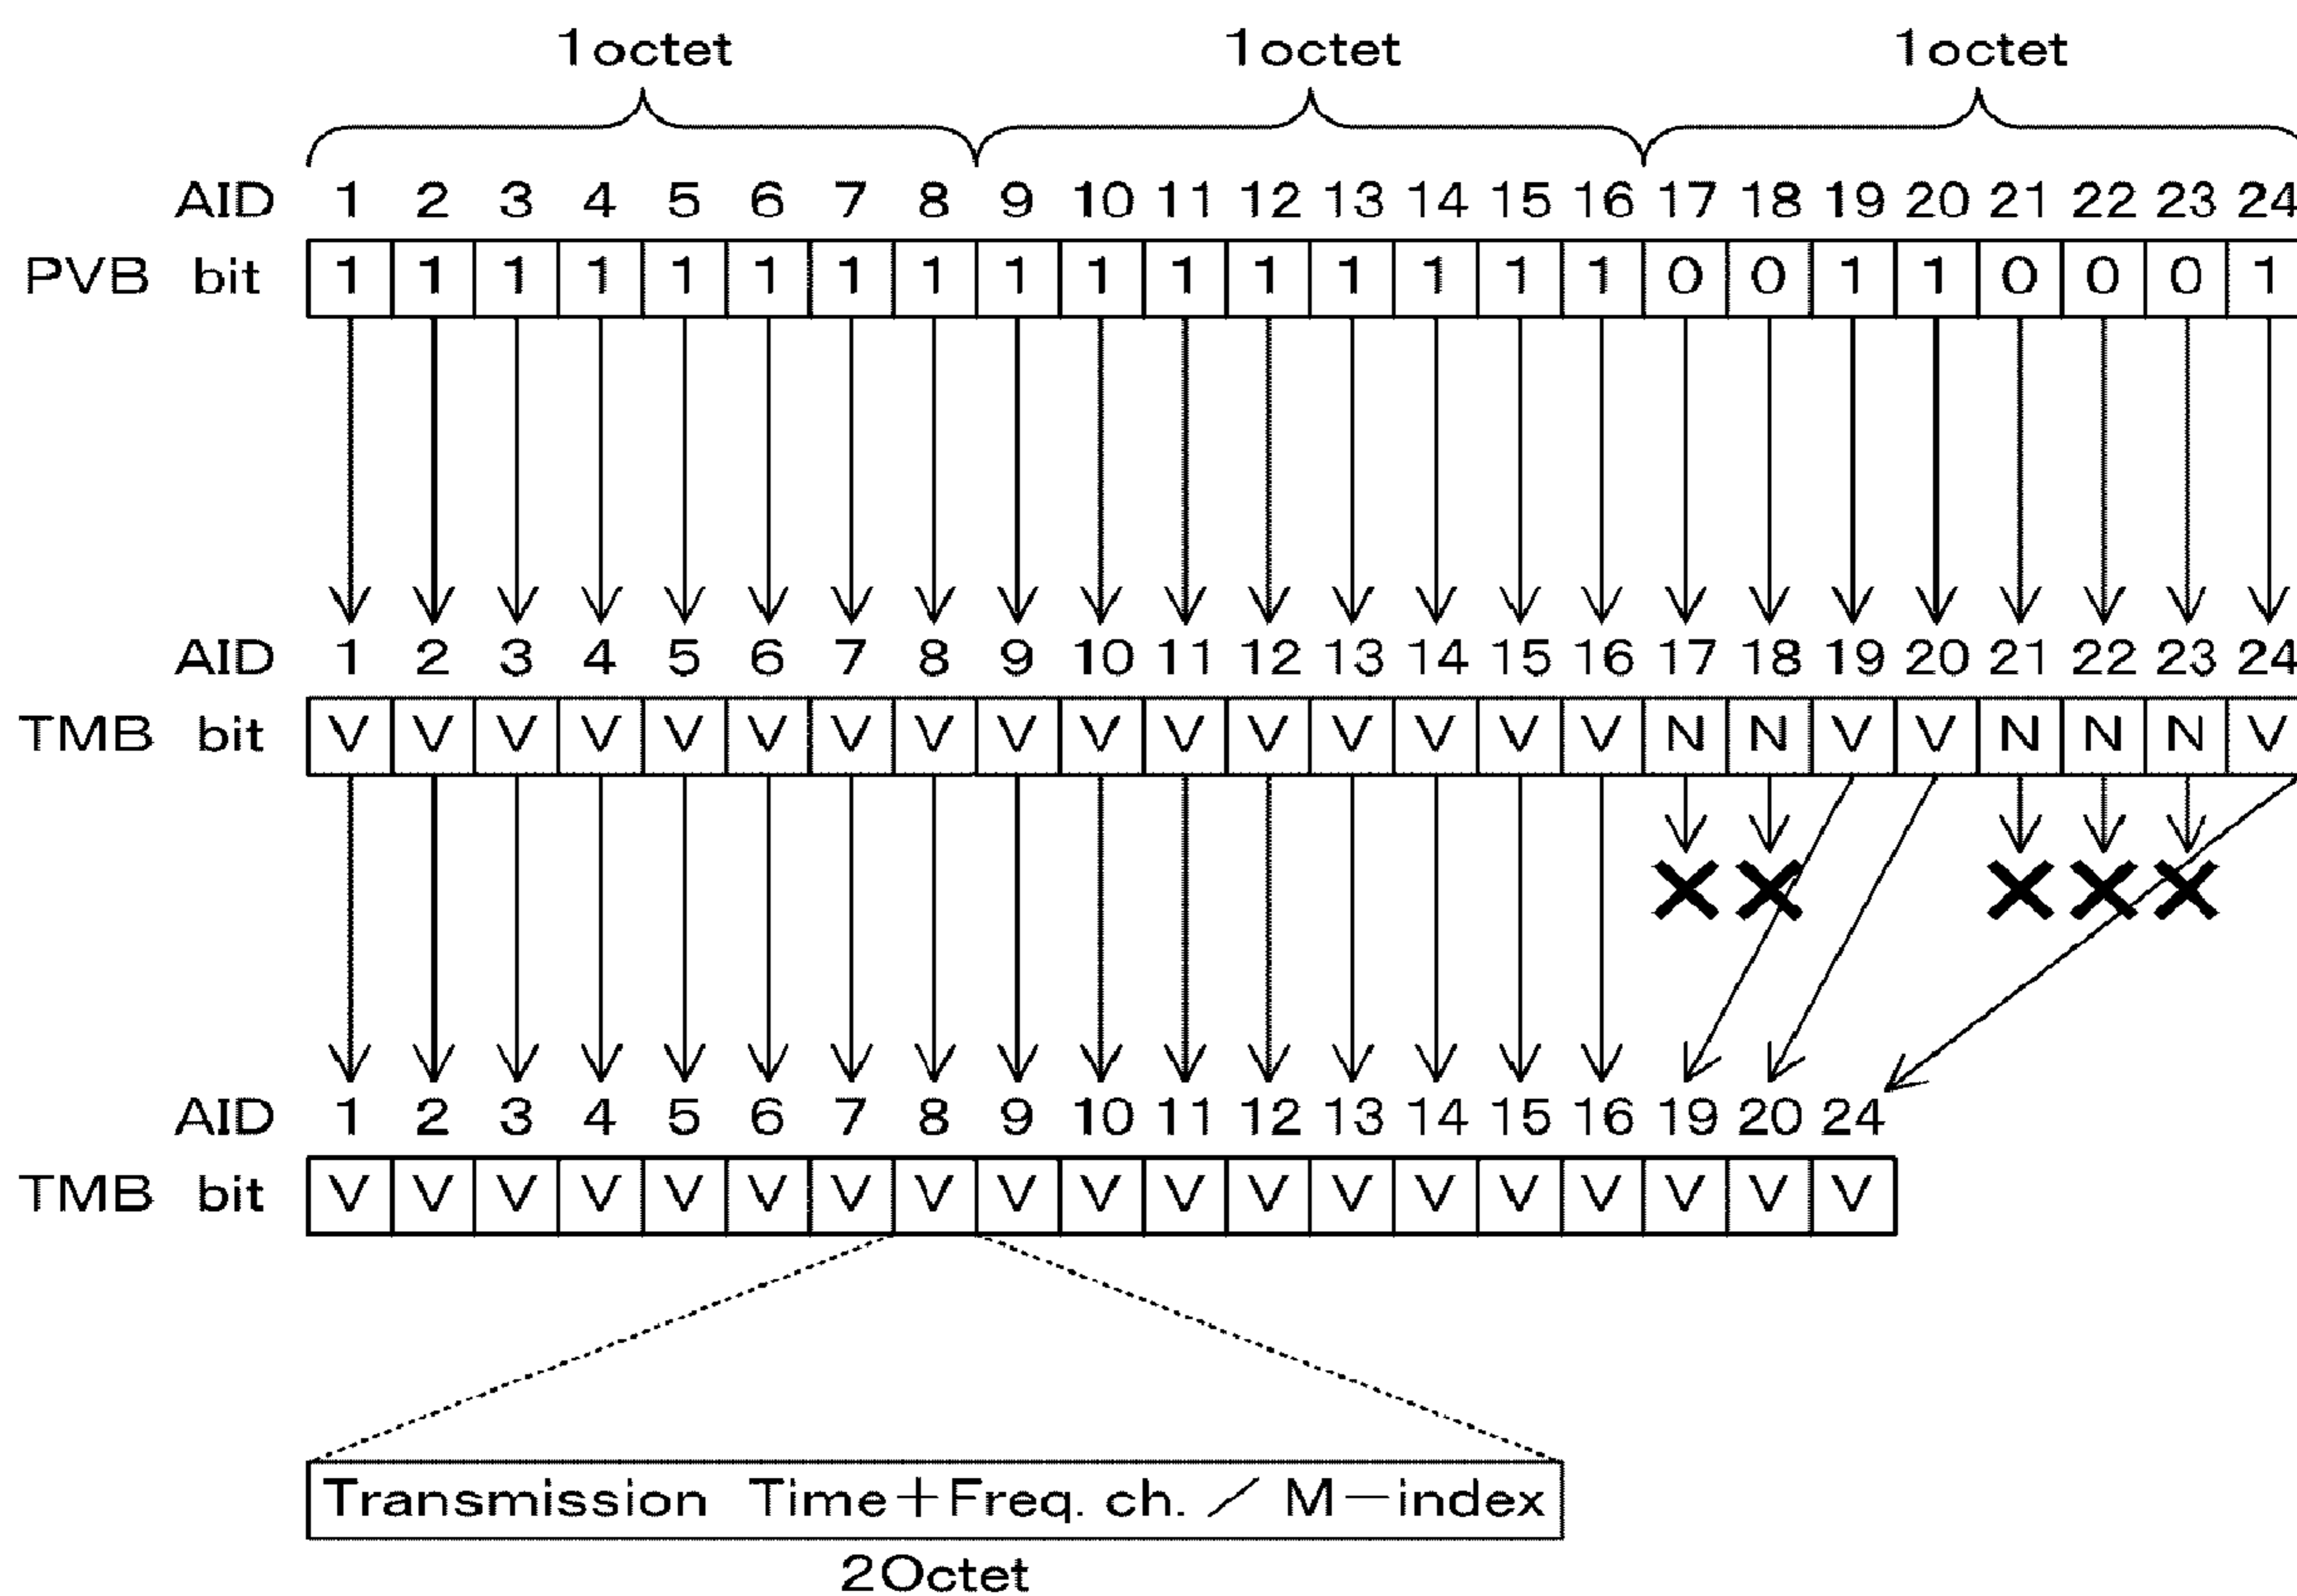 1octet 1octet 1octet
AID 1 2 3 4 5 6 7 8 9 10 11 12 13 14 15 16 17 18 19 20 21 22 23 24
PVB bit 1 1 1 1 1 1 1 1 1 1 1 1 1 1 1 1 0 0 1 1 0 0 0 1
AID 1 2 3 4 5 6 7 8 9 10 11 12 13 14 15 16 17 18 19 20 21 22 23 24
TMB bit V V V V V V V V V V V V V V V V N N V V N N N V
AID 1 2 3 4 5 6 7 8 9 10 11 12 13 14 15 16 19 20 24
TMB bit V V V V V V V V V V V V V V V V V V V
Transmission Time+Freq. ch. / M-index
2Octet